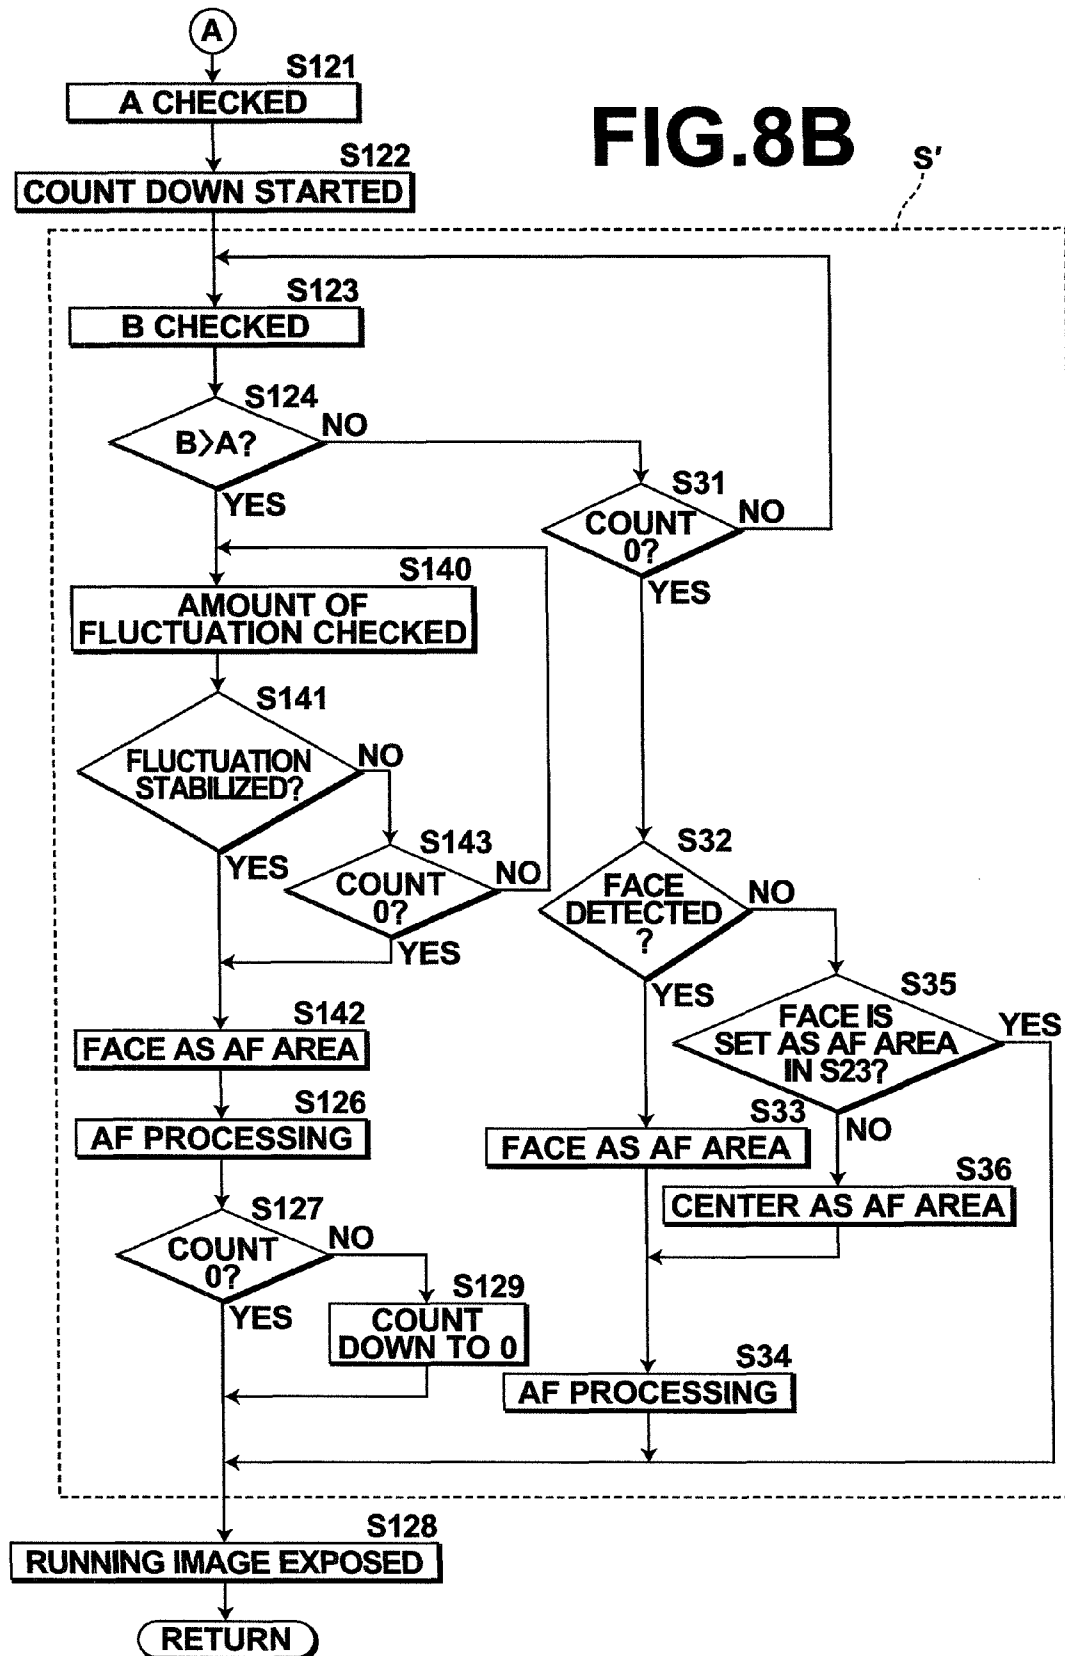 A
S121
A CHECKED
FIG.8B
S122
COUNT DOWN STARTED
S'
S123
B CHECKED
S124
B>A?
NO
YES
S31
COUNT
0?
NO
YES
S140
AMOUNT OF
FLUCTUATION CHECKED
S141
FLUCTUATION
STABILIZED?
NO
YES
S143
COUNT
0?
NO
YES
S32
FACE
DETECTED
?
NO
YES
S35
FACE IS
SET AS AF AREA
IN S23?
YES
NO
S142
FACE AS AF AREA
S126
AF PROCESSING
S33
FACE AS AF AREA
S36
CENTER AS AF AREA
S127
COUNT
0?
NO
YES
S129
COUNT
DOWN TO 0
S34
AF PROCESSING
S128
RUNNING IMAGE EXPOSED
RETURN